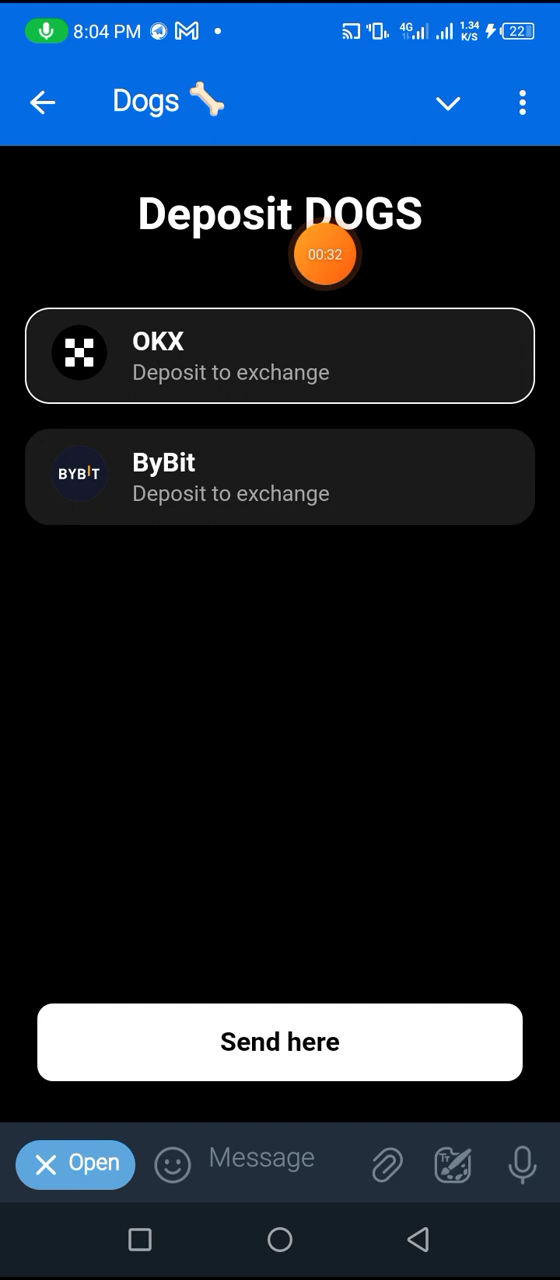 8:04 PM 4G 1.34 K/S 22
Dogs 🦴
Deposit DOGS
00:32
OKX
Deposit to exchange
BYBIT
ByBit
Deposit to exchange
Send here
Open Message